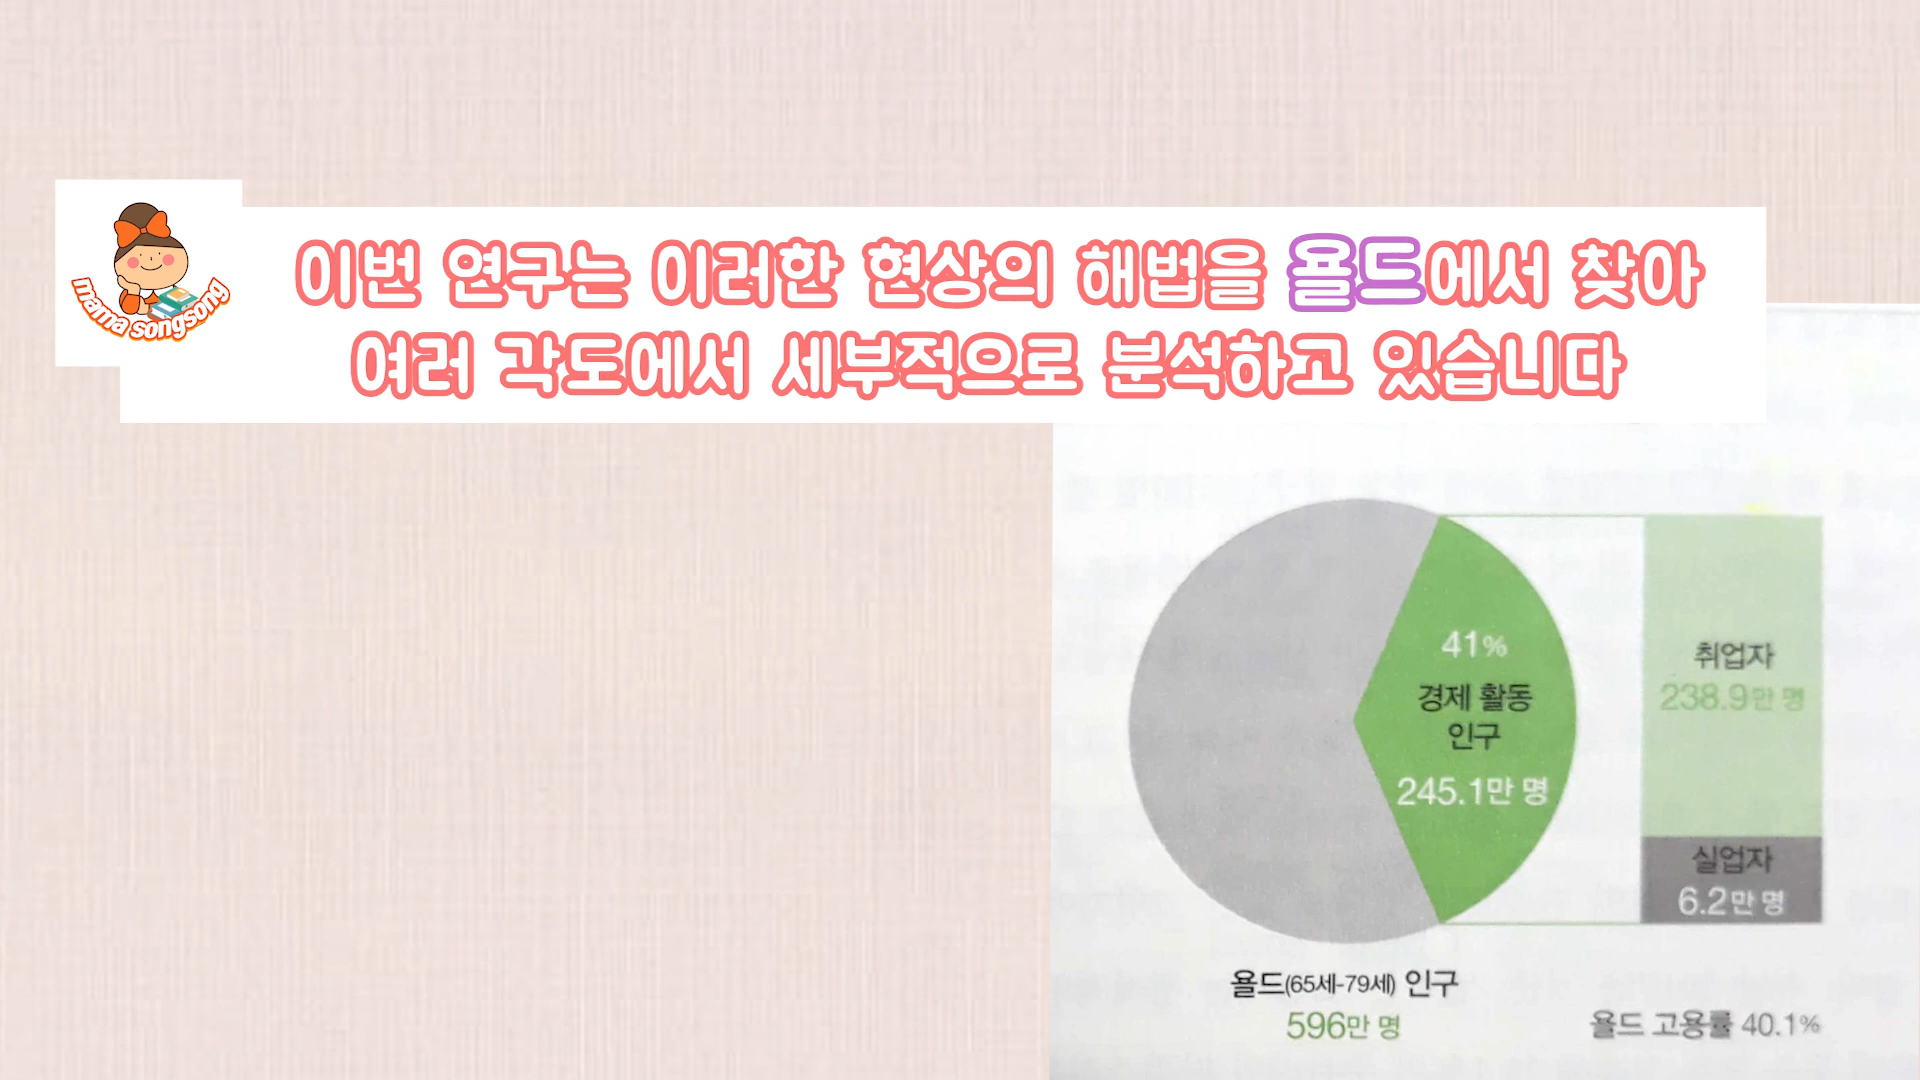 mama songsong
이번 연구는 이러한 현상의 해법을 욜드에서 찾아
여러 각도에서 세부적으로 분석하고 있습니다
41%
경제 활동
인구
245.1만 명
취업자
238.9만 명
실업자
6.2만 명
욜드(65세-79세) 인구
596만 명
욜드 고용률 40.1%